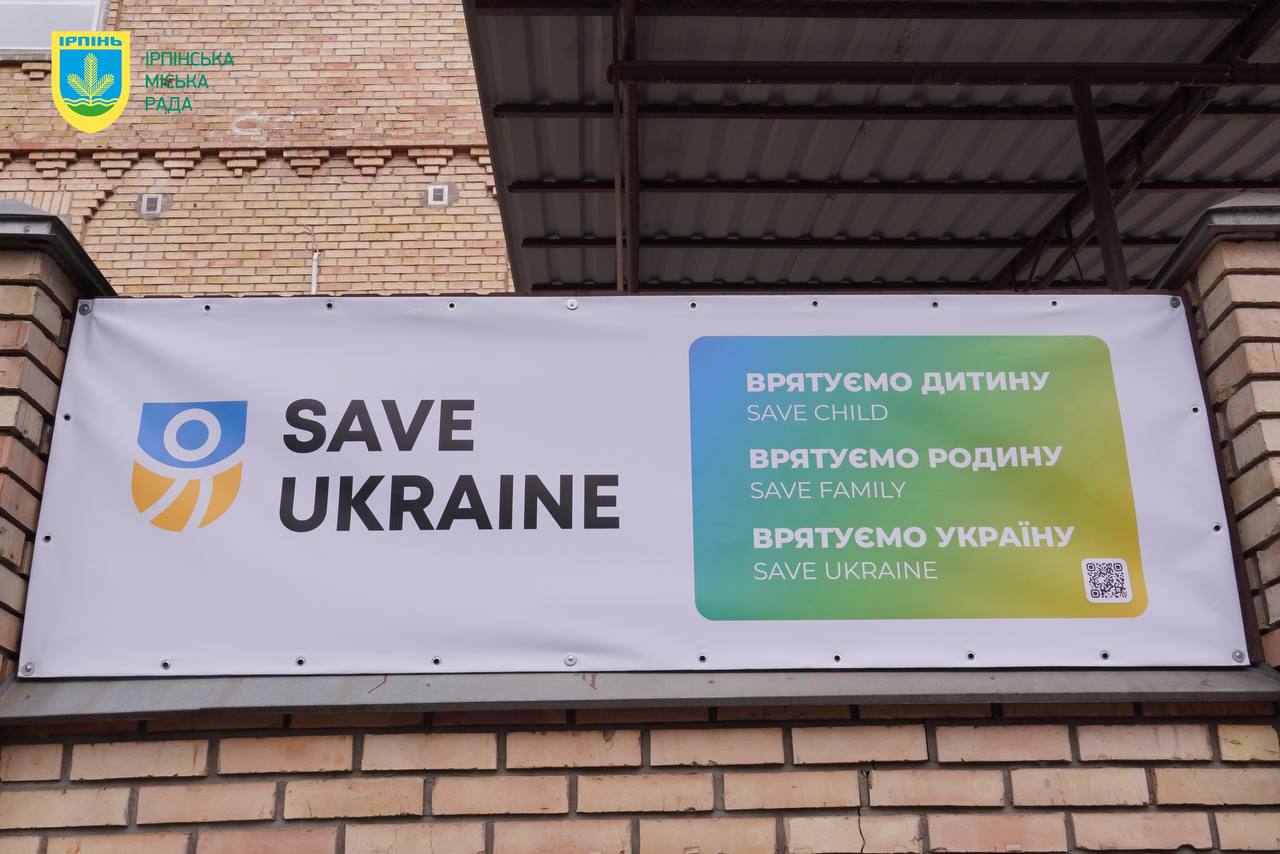 ІРПІНЬ
ІРПІНСЬКА
МІСЬКА
РАДА
SAVE
UKRAINE
ВРЯТУЄМО ДИТИНУ
SAVE CHILD
ВРЯТУЄМО РОДИНУ
SAVE FAMILY
ВРЯТУЄМО УКРАЇНУ
SAVE UKRAINE